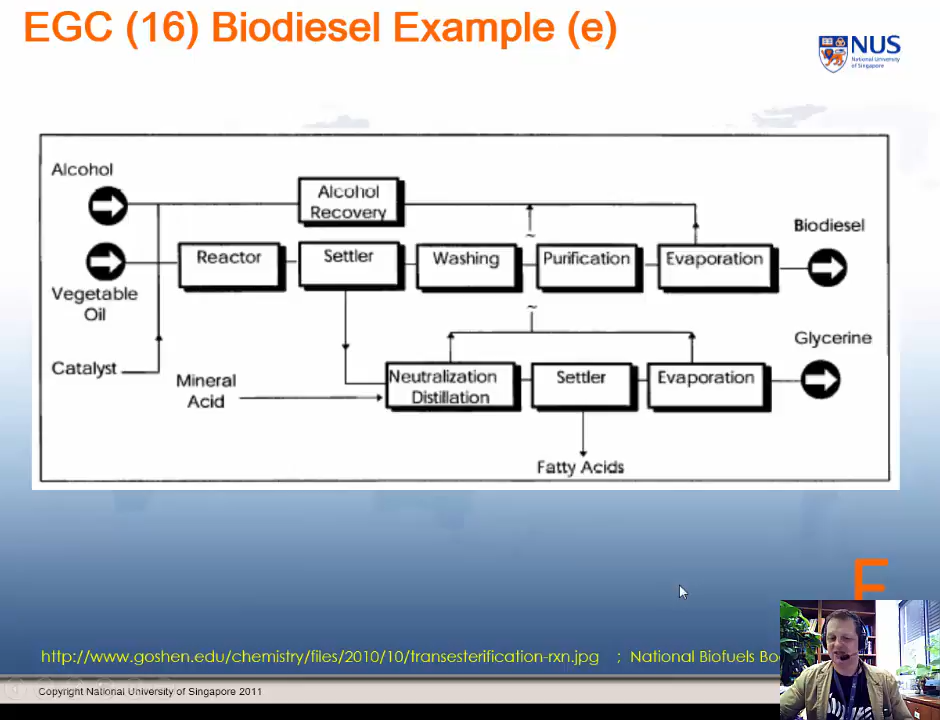 EGC (16) Biodiesel Example (e)
NUS
National University
of Singapore
Alcohol
Alcohol
Recovery
Biodiesel
Reactor
Settler
Washing
Purification
Evaporation
~
Vegetable
Oil
~
Glycerine
Catalyst
Mineral
Acid
Neutralization
Distillation
Settler
Evaporation
Fatty Acids
http://www.goshen.edu/chemistry/files/2010/10/transesterification-rxn.jpg ; National Biofuels
Copyright National University of Singapore 2011